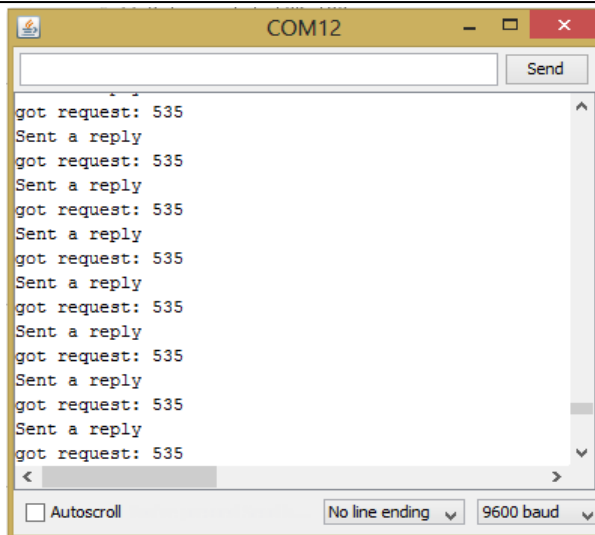 COM12
Send
got request: 535
Sent a reply
got request: 535
Sent a reply
got request: 535
Sent a reply
got request: 535
Sent a reply
got request: 535
Sent a reply
got request: 535
Sent a reply
got request: 535
Sent a reply
got request: 535
Autoscroll No line ending 9600 baud